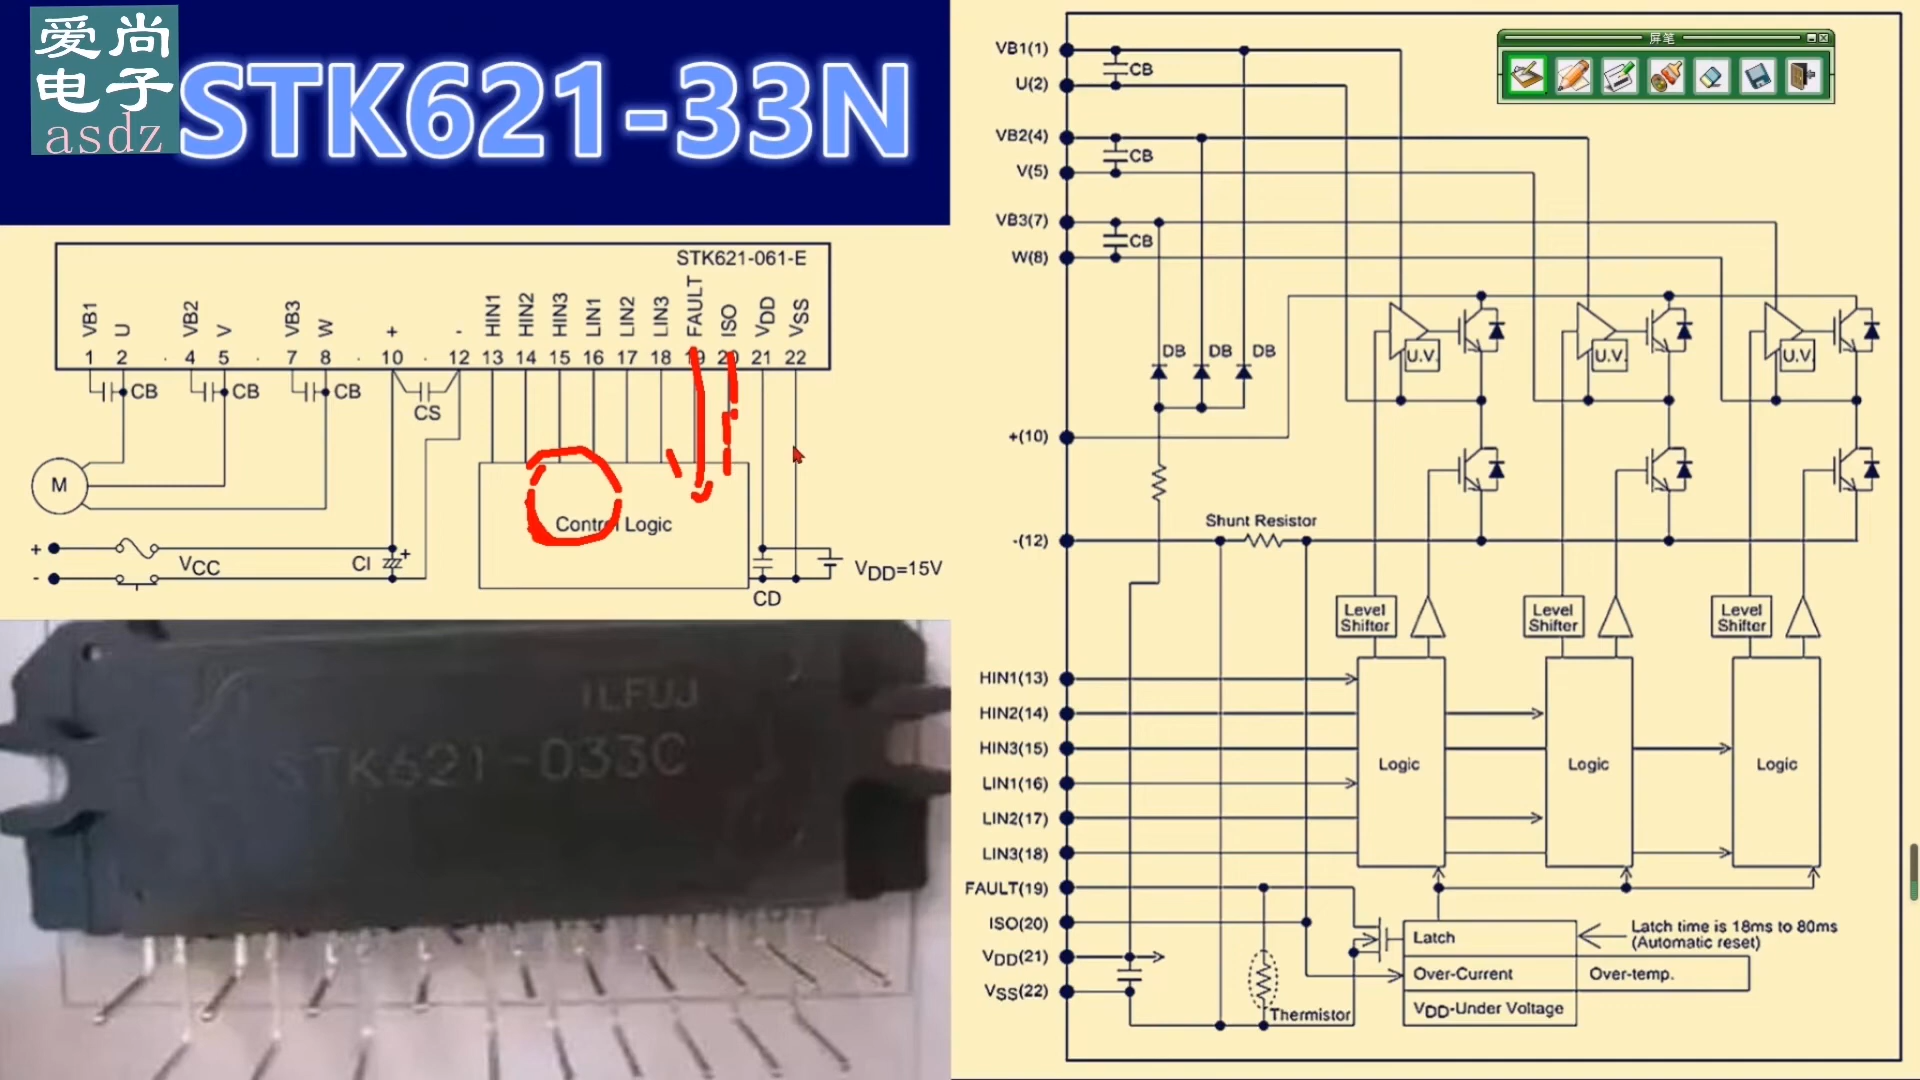 爱尚
电子
asdz
STK621-33N
STK621-061-E
VB1
U
VB2
V
VB3
W
+
-
HIN1
HIN2
HIN3
LIN1
LIN2
LIN3
FAULT
ISO
VDD
VSS
1 2 4 5 7 8 10 12 13 14 15 16 17 18 19 20 21 22
CB
CB
CB
CS
M
Control Logic
+
-
VCC
CI
+
CD
VDD=15V
1LFUJ
STK621-033C
屏笔
VB1(1)
CB
U(2)
VB2(4)
CB
V(5)
VB3(7)
CB
W(8)
DB DB DB
U.V.
U.V.
U.V.
+(10)
Shunt Resistor
-(12)
Level
Shifter
Level
Shifter
Level
Shifter
HIN1(13)
HIN2(14)
HIN3(15)
LIN1(16)
LIN2(17)
LIN3(18)
Logic
Logic
Logic
FAULT(19)
ISO(20)
VDD(21)
VSS(22)
Thermistor
Latch
Over-Current
Over-temp.
VDD-Under Voltage
Latch time is 18ms to 80ms
(Automatic reset)